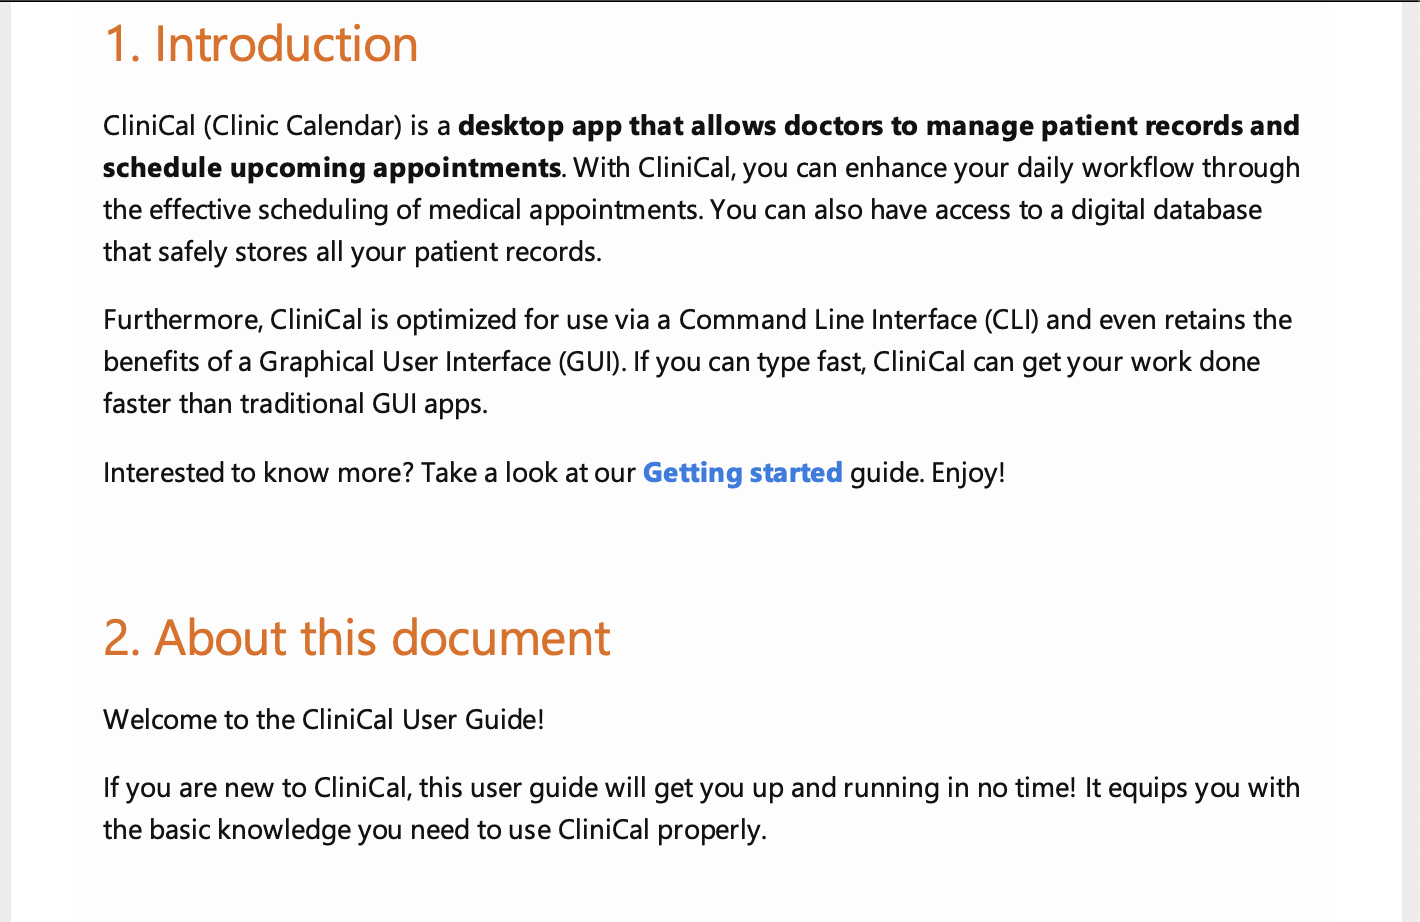 1. Introduction
CliniCal (Clinic Calendar) is a desktop app that allows doctors to manage patient records and
schedule upcoming appointments. With CliniCal, you can enhance your daily workflow through
the effective scheduling of medical appointments. You can also have access to a digital database
that safely stores all your patient records.
Furthermore, CliniCal is optimized for use via a Command Line Interface (CLI) and even retains the
benefits of a Graphical User Interface (GUI). If you can type fast, CliniCal can get your work done
faster than traditional GUI apps.
Interested to know more? Take a look at our Getting started guide. Enjoy!
2. About this document
Welcome to the CliniCal User Guide!
If you are new to CliniCal, this user guide will get you up and running in no time! It equips you with
the basic knowledge you need to use CliniCal properly.